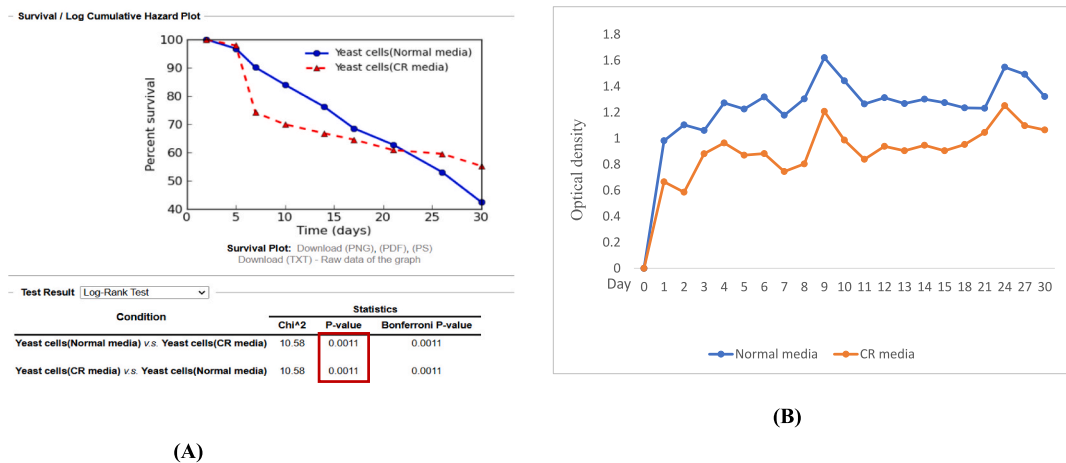 Survival / Log Cumulative Hazard Plot
100
90
80
70
60
50
40
Percent survival
Yeast cells(Normal media)
Yeast cells(CR media)
0 5 10 15 20 25 30
Time (days)
Survival Plot: Download (PNG), (PDF), (PS)
Download (TXT) - Raw data of the graph
Test Result Log-Rank Test
Condition Statistics
Chi^2 P-value Bonferroni P-value
Yeast cells(Normal media) v.s. Yeast cells(CR media) 10.58 0.0011 0.0011
Yeast cells(CR media) v.s. Yeast cells(Normal media) 10.58 0.0011 0.0011
(A)
B)
1.8
1.6
1.4
1.2
1
0.8
0.6
0.4
0.2
0
Optical density
Day 0 1 2 3 4 5 6 7 8 9 10 11 12 13 14 15 18 21 24 27 30
Normal media CR media
(B)